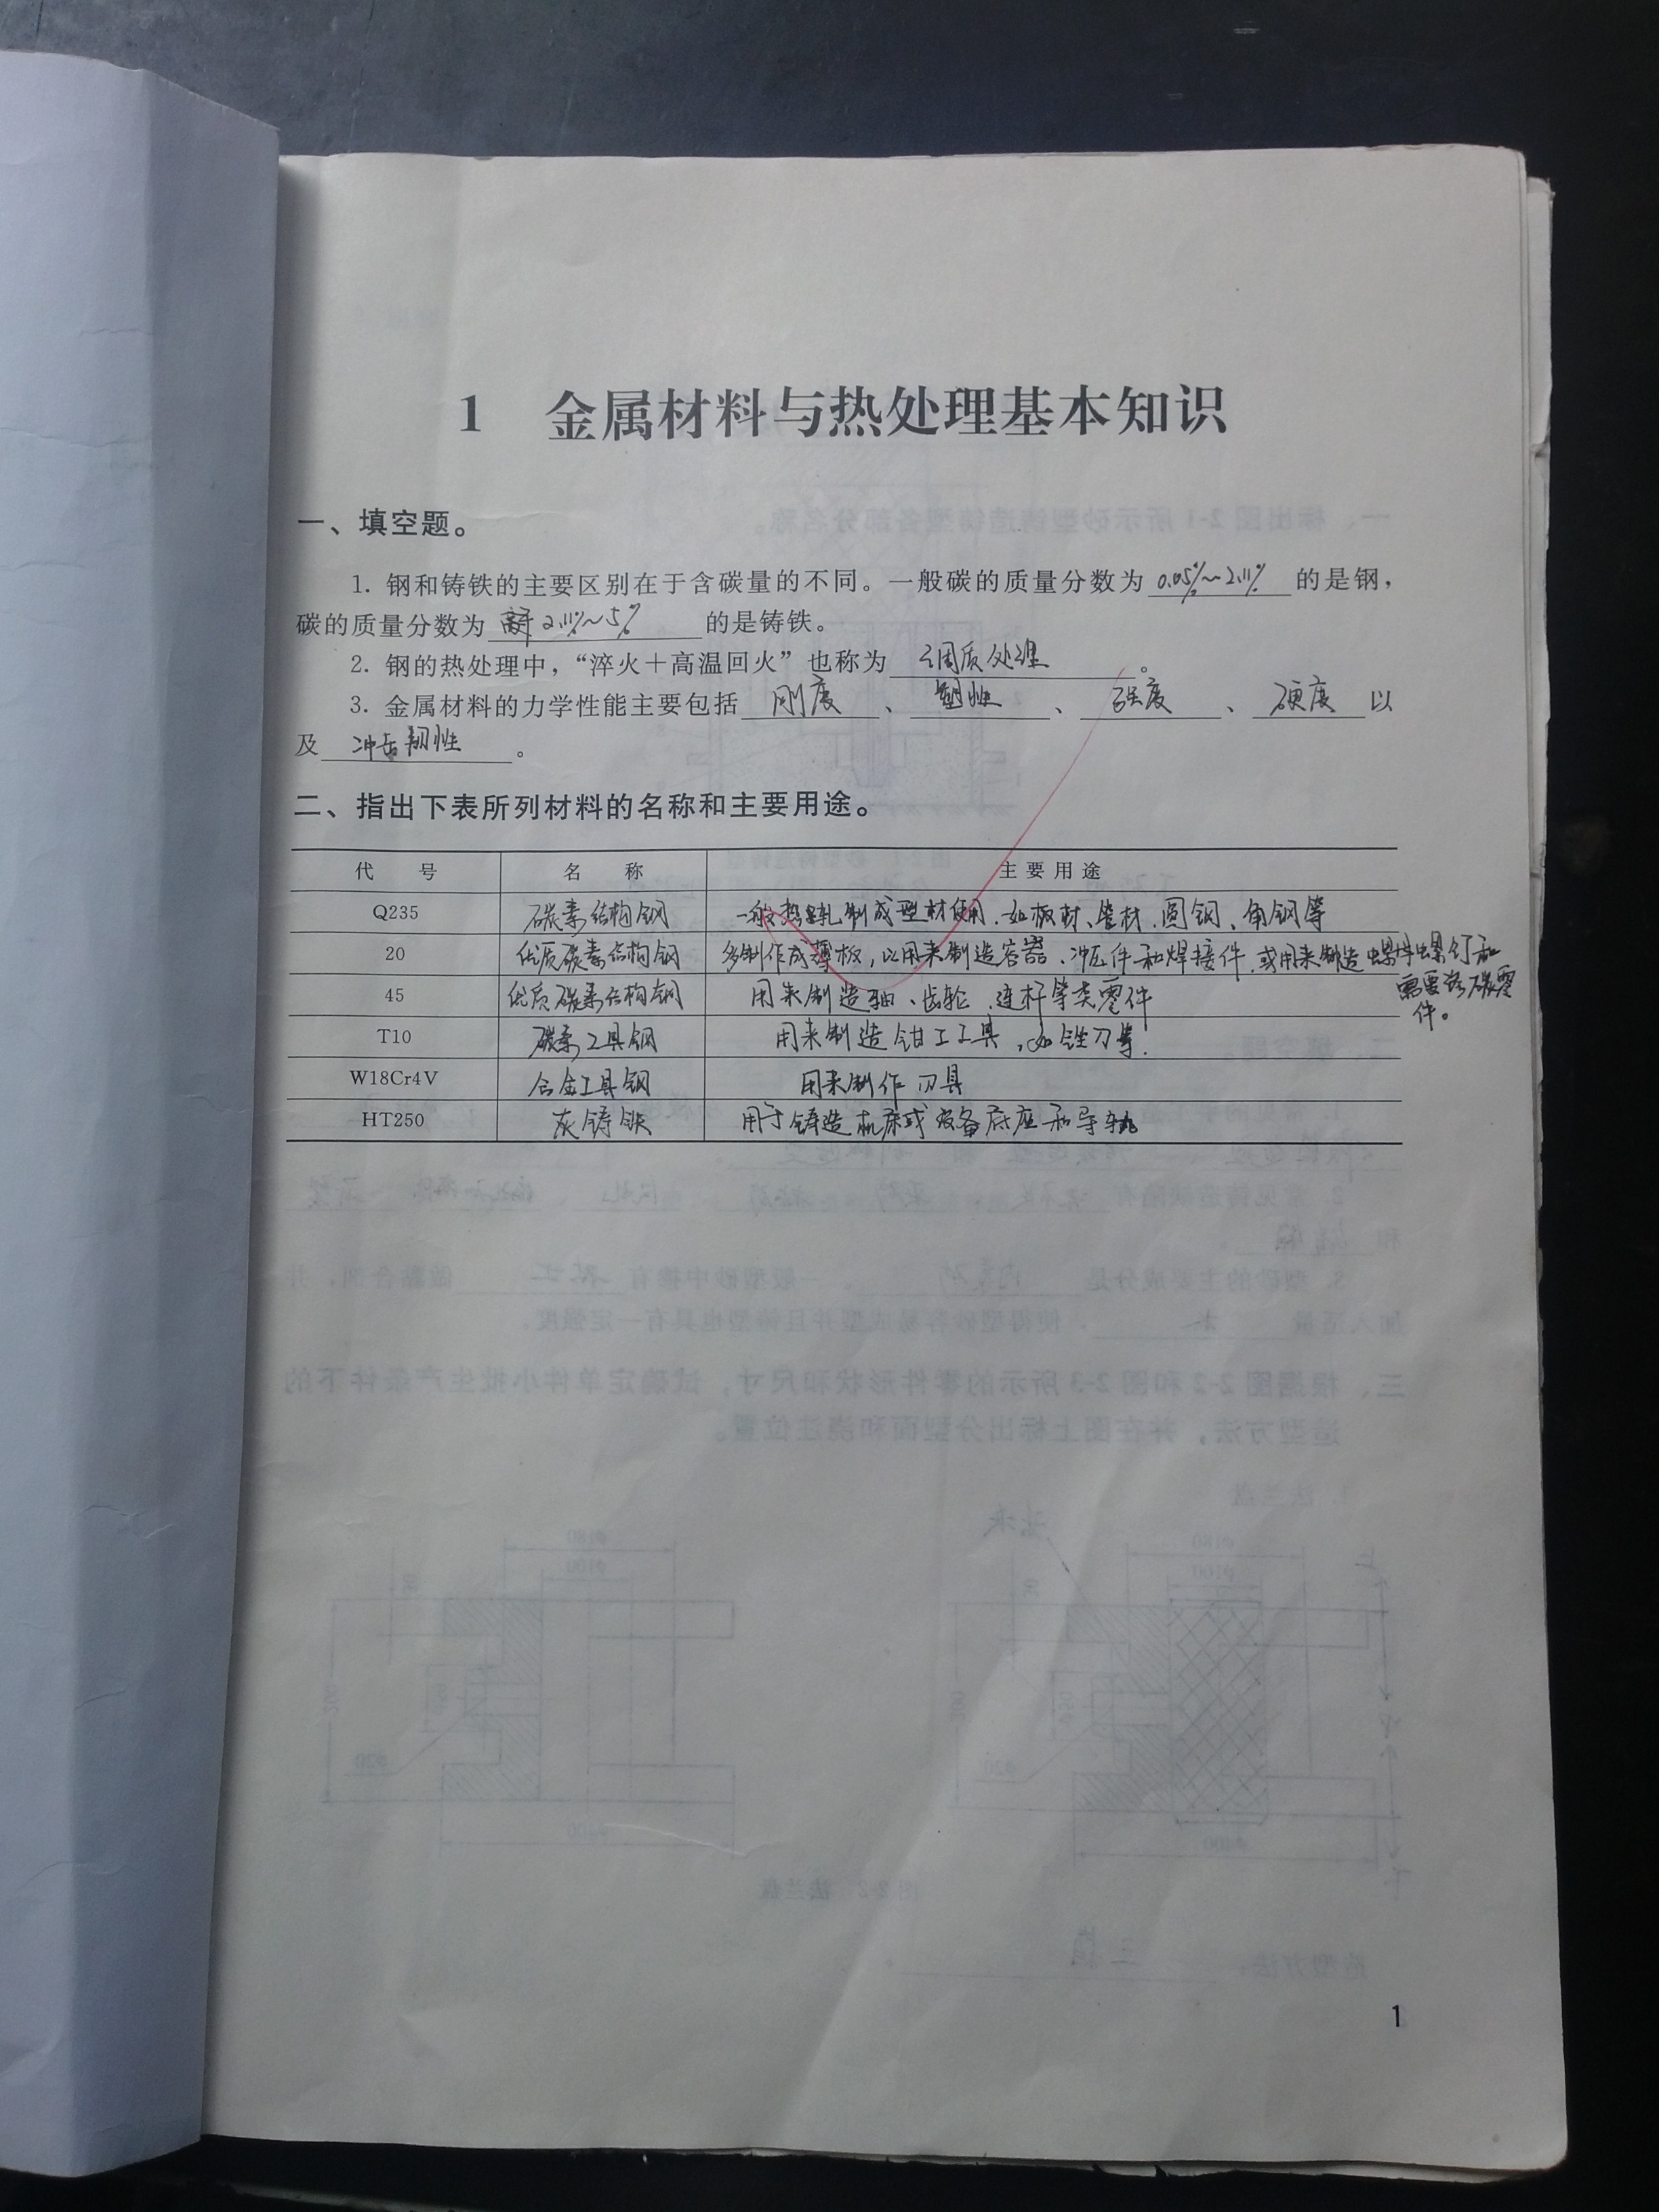 1 金属材料与热处理基本知识
一、填空题。
1. 钢和铸铁的主要区别在于含碳量的不同。一般碳的质量分数为 0.05%~2.11% 的是钢，
碳的质量分数为 2.11%~5% 的是铸铁。
2. 钢的热处理中，“淬火＋高温回火”也称为 调质处理 。
3. 金属材料的力学性能主要包括 刚度 、 塑性 、 强度 、 硬度 以
及 冲击韧性 。
二、指出下表所列材料的名称和主要用途。
代 号 名 称 主要用途
Q235 碳素结构钢 一般热轧制成型材使用.如板材、管材.圆钢、角钢等
20 优质碳素结构钢 多制作成薄板，以用来制造容器、冲压件和焊接件.或用来制造螺母螺钉和
需要渗碳零
件。
45 优质碳素结构钢 用来制造轴、齿轮、连杆等类零件
T10 碳素工具钢 用来制造钳工工具，如锉刀等.
W18Cr4V 合金工具钢 用来制作刃具
HT250 灰铸铁 用于铸造机床或设备底座和导轨
1